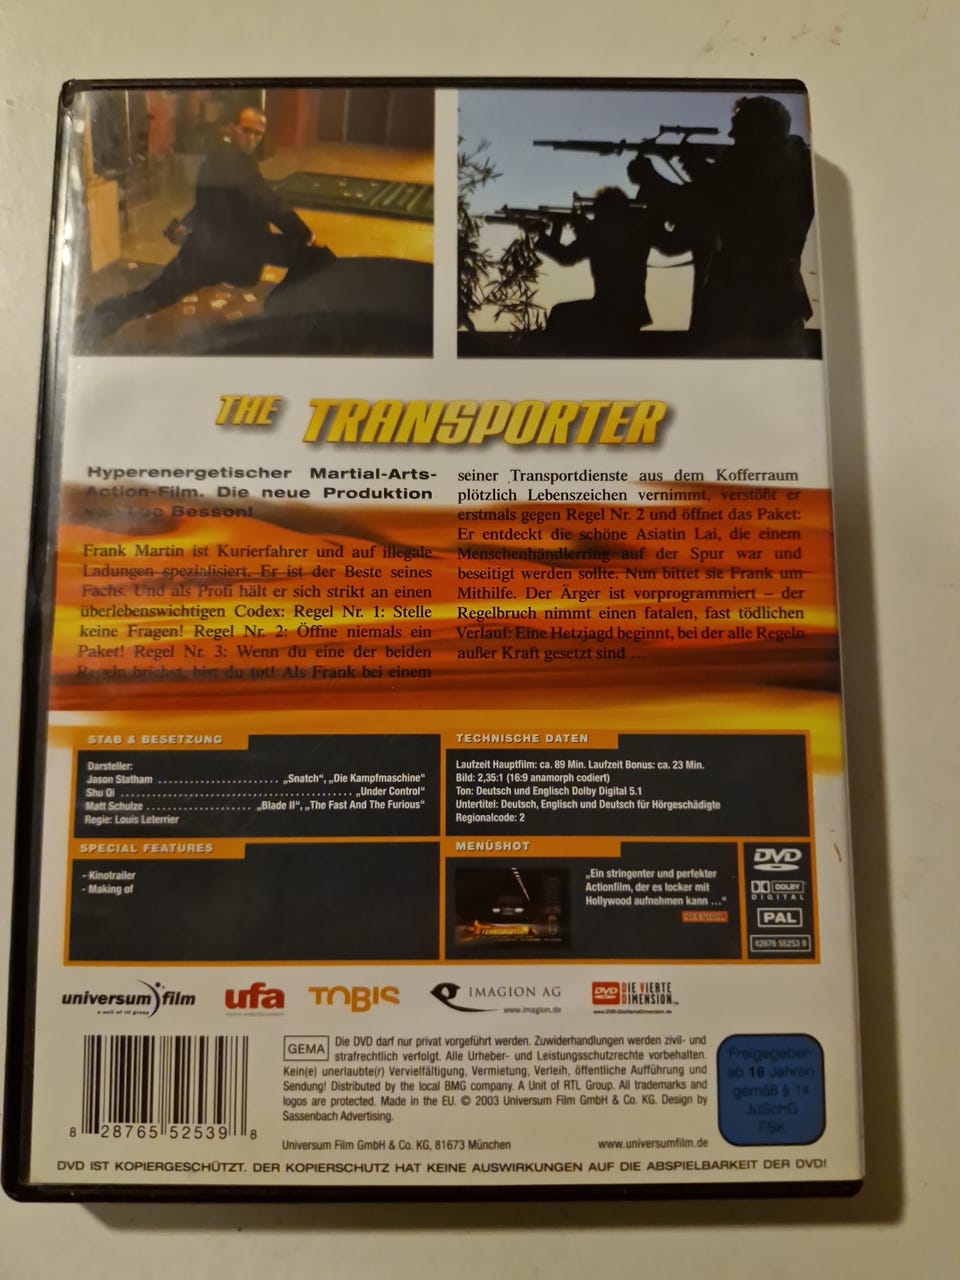 THE TRANSPORTER
Hyperenergetischer Martial-Arts-
Action-Film. Die neue Produktion
von Luc Besson!
Frank Martin ist Kurierfahrer und auf illegale
Ladungen spezialisiert. Er ist der Beste seines
Fachs. Und als Profi hält er sich strikt an einen
überlebenswichtigen Codex: Regel Nr. 1: Stelle
keine Fragen! Regel Nr. 2: Öffne niemals ein
Paket! Regel Nr. 3: Wenn du eine der beiden
Regeln brichst, bist du tot! Als Frank bei einem
seiner Transportdienste aus dem Kofferraum
plötzlich Lebenszeichen vernimmt, verstößt er
erstmals gegen Regel Nr. 2 und öffnet das Paket:
Er entdeckt die schöne Asiatin Lai, die einem
Menschenhändlerring auf der Spur war und
beseitigt werden sollte. Nun bittet sie Frank um
Mithilfe. Der Ärger ist vorprogrammiert – der
Regelbruch nimmt einen fatalen, fast tödlichen
Verlauf: Eine Hetzjagd beginnt, bei der alle Regeln
außer Kraft gesetzt sind ...
STAB & BESETZUNG
Darsteller:
Jason Statham ...................... „Snatch“, „Die Kampfmaschine“
Shu Qi .......................................... „Under Control“
Matt Schulze ................... „Blade II“, „The Fast And The Furious“
Regie: Louis Leterrier
TECHNISCHE DATEN
Laufzeit Hauptfilm: ca. 89 Min. Laufzeit Bonus: ca. 23 Min.
Bild: 2,35:1 (16:9 anamorph codiert)
Ton: Deutsch und Englisch Dolby Digital 5.1
Untertitel: Deutsch, Englisch und Deutsch für Hörgeschädigte
Regionalcode: 2
SPECIAL FEATURES
- Kinotrailer
- Making of
MENÜSHOT
TRANSPORTER
„Ein stringenter und perfekter
Actionfilm, der es locker mit
Hollywood aufnehmen kann ...“
DVD
DOLBY
DIGITAL
PAL
82876 55253 9
universum film
a unit of rtl group
ufa
TOBIS
IMAGION AG
www.imagion.de
DVD DIE VIERTE
DIMENSION
www.DVD-DieVierteDimension.de
GEMA
Die DVD darf nur privat vorgeführt werden. Zuwiderhandlungen werden zivil- und
strafrechtlich verfolgt. Alle Urheber- und Leistungsschutzrechte vorbehalten.
Kein(e) unerlaubte(r) Vervielfältigung, Vermietung, Verleih, öffentliche Aufführung und
Sendung! Distributed by the local BMG company. A Unit of RTL Group. All trademarks and
logos are protected. Made in the EU. © 2003 Universum Film GmbH & Co. KG. Design by
Sassenbach Advertising.
Universum Film GmbH & Co. KG, 81673 München
www.universumfilm.de
Freigegeben
ab 16 Jahren
gemäß § 14
JuSchG
FSK
8 28765 52539 8
DVD IST KOPIERGESCHÜTZT. DER KOPIERSCHUTZ HAT KEINE AUSWIRKUNGEN AUF DIE ABSPIELBARKEIT DER DVD!